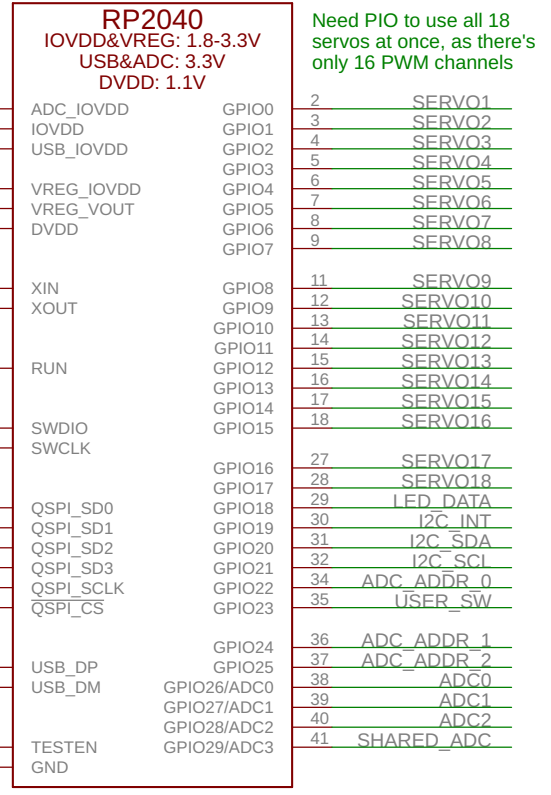 RP2040
IOVDD&VREG: 1.8-3.3V
USB&ADC: 3.3V
DVDD: 1.1V
Need PIO to use all 18
servos at once, as there's
only 16 PWM channels
ADC_IOVDD GPIO0 2 SERVO1
IOVDD GPIO1 3 SERVO2
USB_IOVDD GPIO2 4 SERVO3
GPIO3 5 SERVO4
VREG_IOVDD GPIO4 6 SERVO5
VREG_VOUT GPIO5 7 SERVO6
DVDD GPIO6 8 SERVO7
GPIO7 9 SERVO8
XIN GPIO8 11 SERVO9
XOUT GPIO9 12 SERVO10
GPIO10 13 SERVO11
GPIO11 14 SERVO12
RUN GPIO12 15 SERVO13
GPIO13 16 SERVO14
GPIO14 17 SERVO15
SWDIO GPIO15 18 SERVO16
SWCLK
GPIO16 27 SERVO17
GPIO17 28 SERVO18
QSPI_SD0 GPIO18 29 LED_DATA
QSPI_SD1 GPIO19 30 I2C_INT
QSPI_SD2 GPIO20 31 I2C_SDA
QSPI_SD3 GPIO21 32 I2C_SCL
QSPI_SCLK GPIO22 34 ADC_ADDR_0
QSPI_CS GPIO23 35 USER_SW
GPIO24 36 ADC_ADDR_1
USB_DP GPIO25 37 ADC_ADDR_2
USB_DM GPIO26/ADC0 38 ADC0
GPIO27/ADC1 39 ADC1
GPIO28/ADC2 40 ADC2
TESTEN GPIO29/ADC3 41 SHARED_ADC
GND